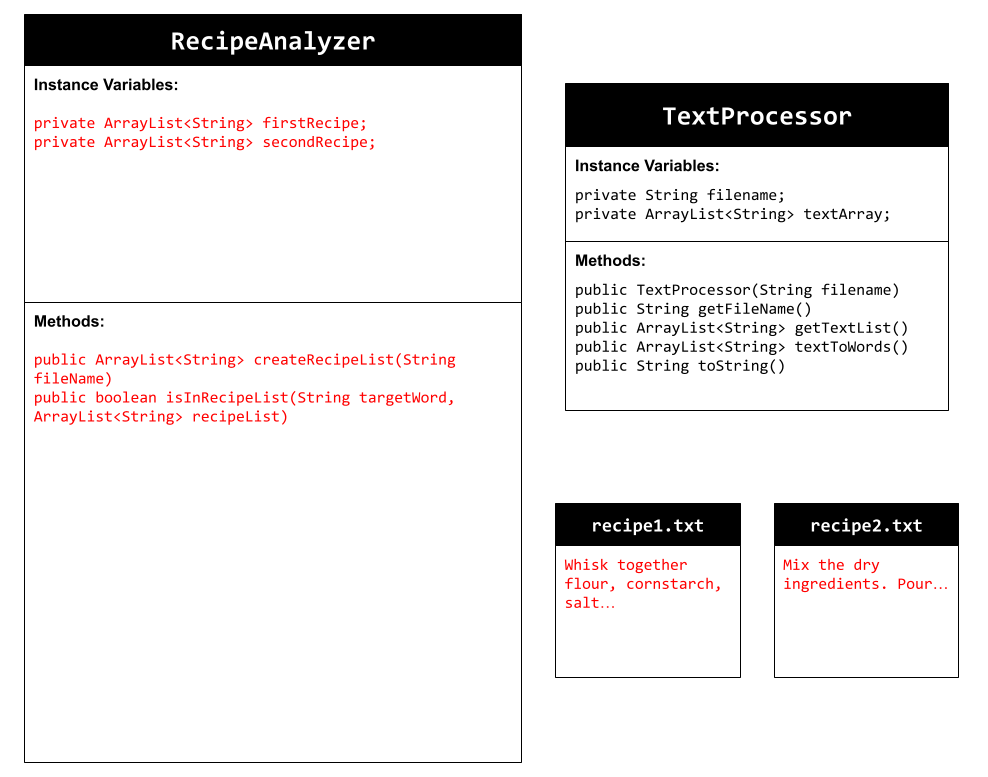 RecipeAnalyzer
Instance Variables:
private ArrayList<String> firstRecipe;
private ArrayList<String> secondRecipe;
Methods:
public ArrayList<String> createRecipeList(String
fileName)
public boolean isInRecipeList(String targetWord,
ArrayList<String> recipeList)
TextProcessor
Instance Variables:
private String filename;
private ArrayList<String> textArray;
Methods:
public TextProcessor(String filename)
public String getFileName()
public ArrayList<String> getTextList()
public ArrayList<String> textToWords()
public String toString()
recipe1.txt
Whisk together
flour, cornstarch,
salt…
recipe2.txt
Mix the dry
ingredients. Pour…